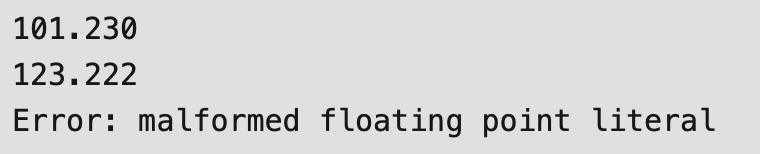 101.230
123.222
Error: malformed floating point literal